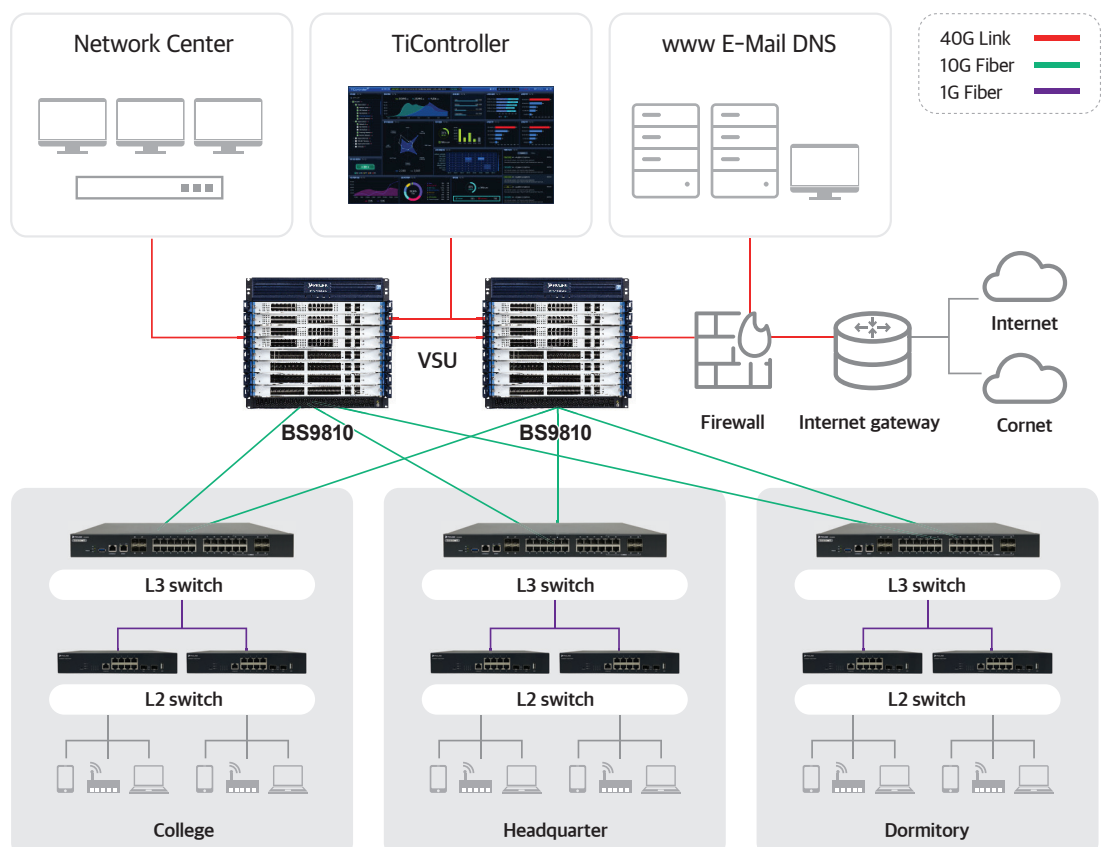 Network Center
TiController
www E-Mail DNS
40G Link
10G Fiber
1G Fiber
VSU
BS9810
BS9810
Firewall
Internet gateway
Internet
Cornet
L3 switch
L3 switch
L3 switch
L2 switch
L2 switch
L2 switch
College
Headquarter
Dormitory